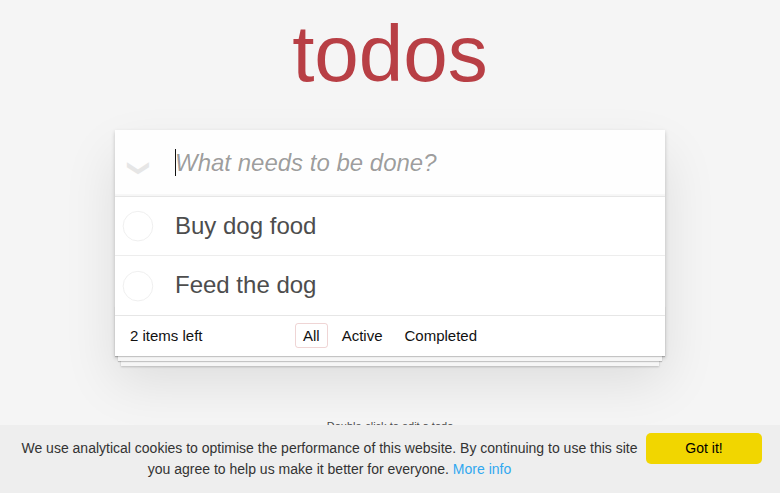 todos
What needs to be done?
Buy dog food
Feed the dog
2 items left All Active Completed
Double-click to edit a todo
We use analytical cookies to optimise the performance of this website. By continuing to use this site
you agree to help us make it better for everyone. More info
Got it!